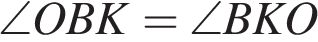 ∠OBK = ∠BKO